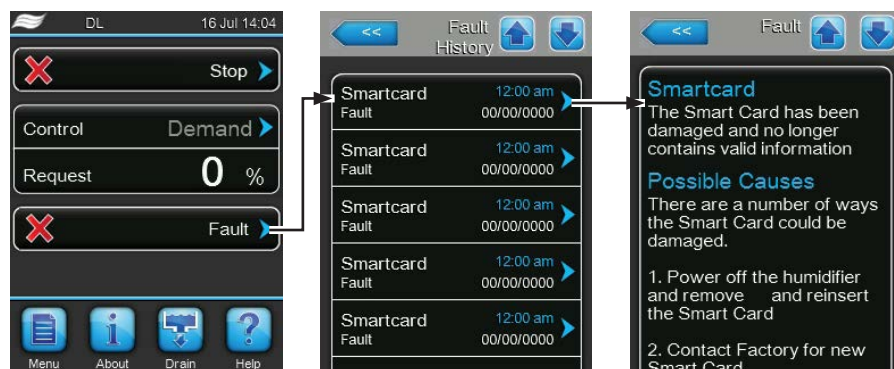 DL 16 Jul 14:04
Stop
Control Demand
Request 0 %
Fault
Menu About Drain Help
<< Fault
History
Smartcard 12:00 am
Fault 00/00/0000
Smartcard 12:00 am
Fault 00/00/0000
Smartcard 12:00 am
Fault 00/00/0000
Smartcard 12:00 am
Fault 00/00/0000
Smartcard 12:00 am
Fault 00/00/0000
<< Fault
Smartcard
The Smart Card has been
damaged and no longer
contains valid information
Possible Causes
There are a number of ways
the Smart Card could be
damaged.
1. Power off the humidifier
and remove and reinsert
the Smart Card
2. Contact Factory for new
Smart Card